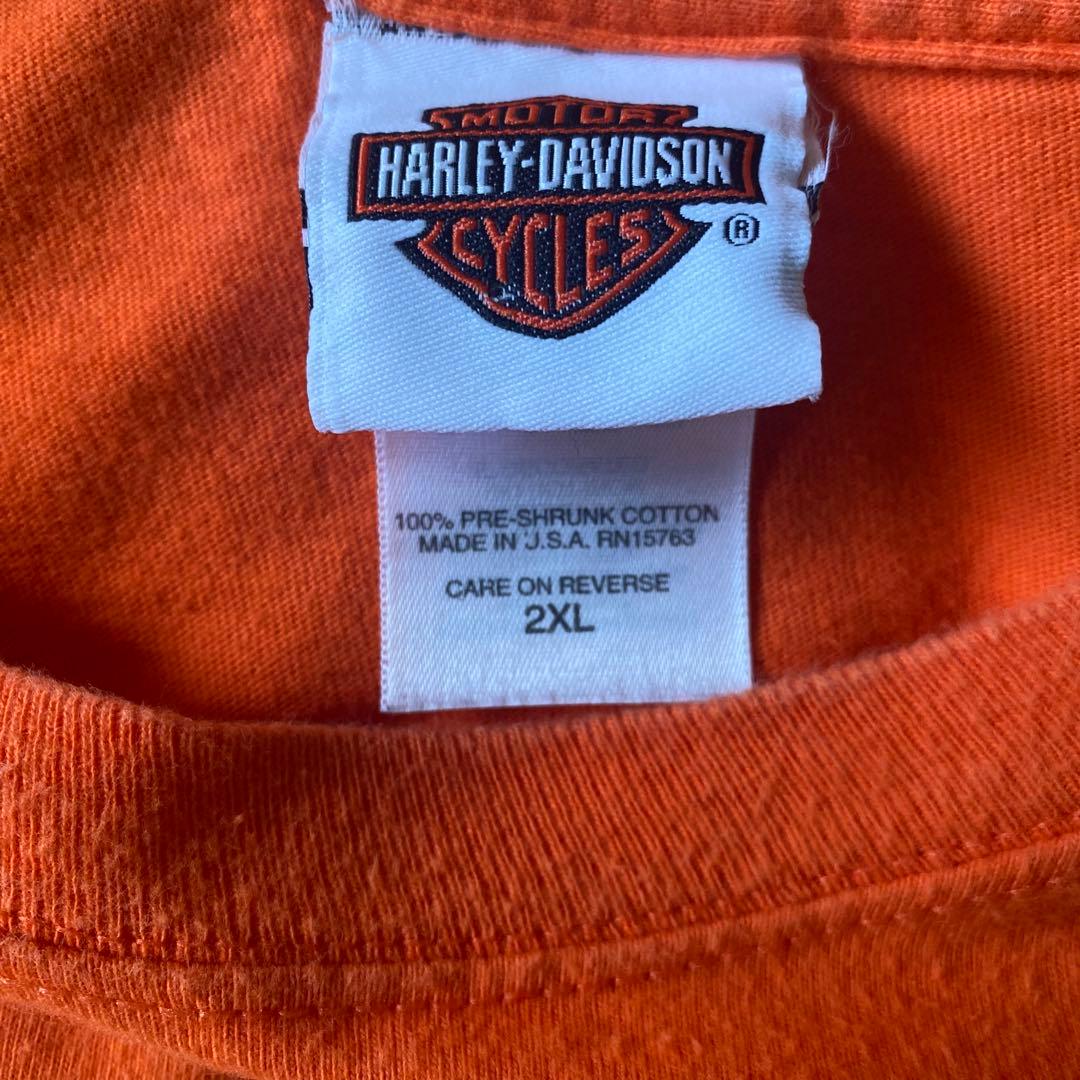 MOTOR
HARLEY-DAVIDSON
CYCLES
®
100% PRE-SHRUNK COTTON
MADE IN U.S.A. RN15763
CARE ON REVERSE
2XL